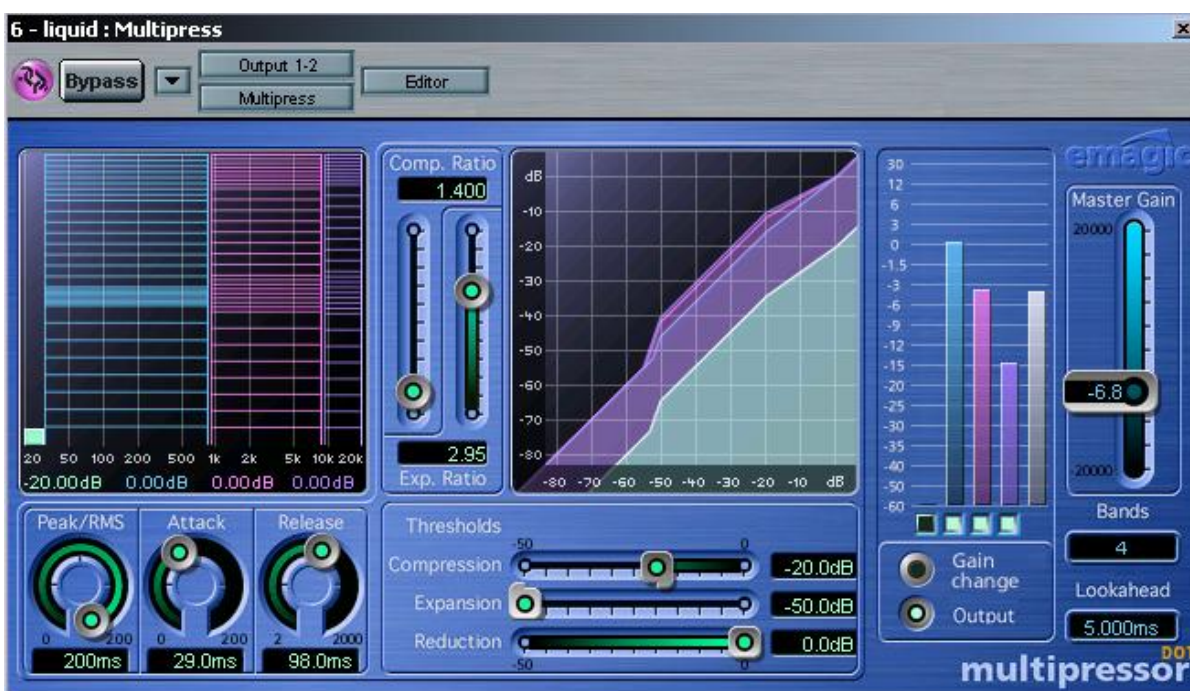 6 - liquid : Multipress
Bypass
Output 1-2
Multipress
Editor
emagic
20 50 100 200 500 1k 2k 5k 10k 20k
-20.00dB 0.00dB 0.00dB 0.00dB
Comp. Ratio
1.400
2.95
Exp. Ratio
dB
-10
-20
-30
-40
-50
-60
-70
-80
-80 -70 -60 -50 -40 -30 -20 -10 dB
30
12
6
3
0
-1.5
-3
-6
-9
-12
-15
-20
-25
-30
-35
-40
-50
-60
Master Gain
20000
-6.8
-20000
Bands
4
Lookahead
5.000ms
Peak/RMS
0 200
200ms
Attack
0 200
29.0ms
Release
2 2000
98.0ms
Thresholds
-50 0
Compression
-20.0dB
Expansion
-50.0dB
Reduction
0.0dB
-50 0
Gain
change
Output
DOT
multipressor